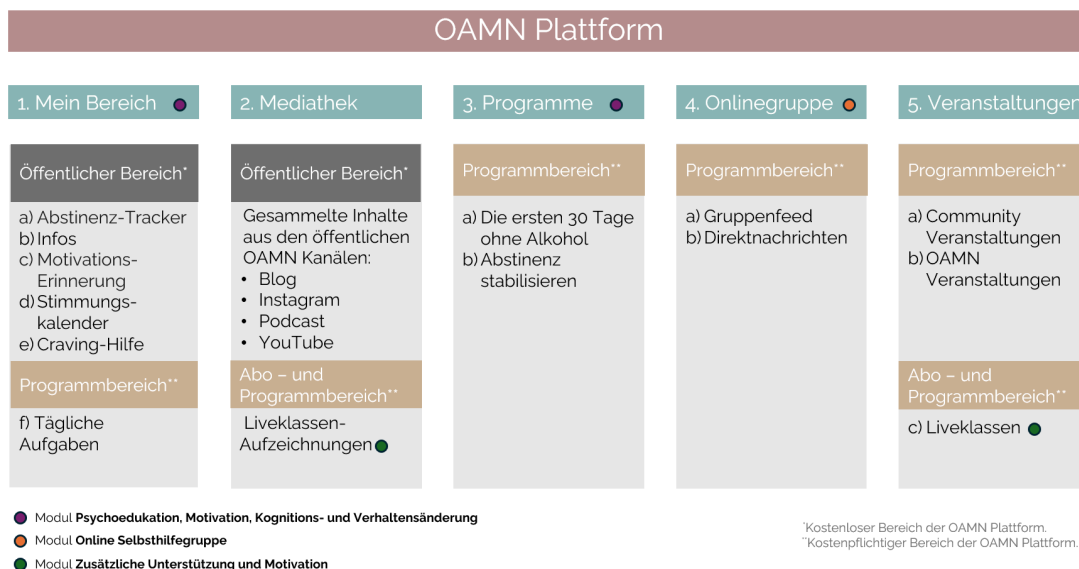 OAMN Plattform
1. Mein Bereich
Öffentlicher Bereich*
a) Abstinenz-Tracker
b) Infos
c) Motivations-
Erinnerung
d) Stimmungs-
kalender
e) Craving-Hilfe
Programmbereich**
f) Tägliche
Aufgaben
2. Mediathek
Öffentlicher Bereich*
Gesammelte Inhalte
aus den öffentlichen
OAMN Kanälen:
• Blog
• Instagram
• Podcast
• YouTube
Abo – und
Programmbereich**
Liveklassen-
Aufzeichnungen
3. Programme
Programmbereich**
a) Die ersten 30 Tage
ohne Alkohol
b) Abstinenz
stabilisieren
4. Onlinegruppe
Programmbereich**
a) Gruppenfeed
b) Direktnachrichten
5. Veranstaltungen
Programmbereich**
a) Community
Veranstaltungen
b) OAMN
Veranstaltungen
Abo – und
Programmbereich**
c) Liveklassen
Modul Psychoedukation, Motivation, Kognitions- und Verhaltensänderung
Modul Online Selbsthilfegruppe
Modul Zusätzliche Unterstützung und Motivation
*Kostenloser Bereich der OAMN Plattform.
**Kostenpflichtiger Bereich der OAMN Plattform.